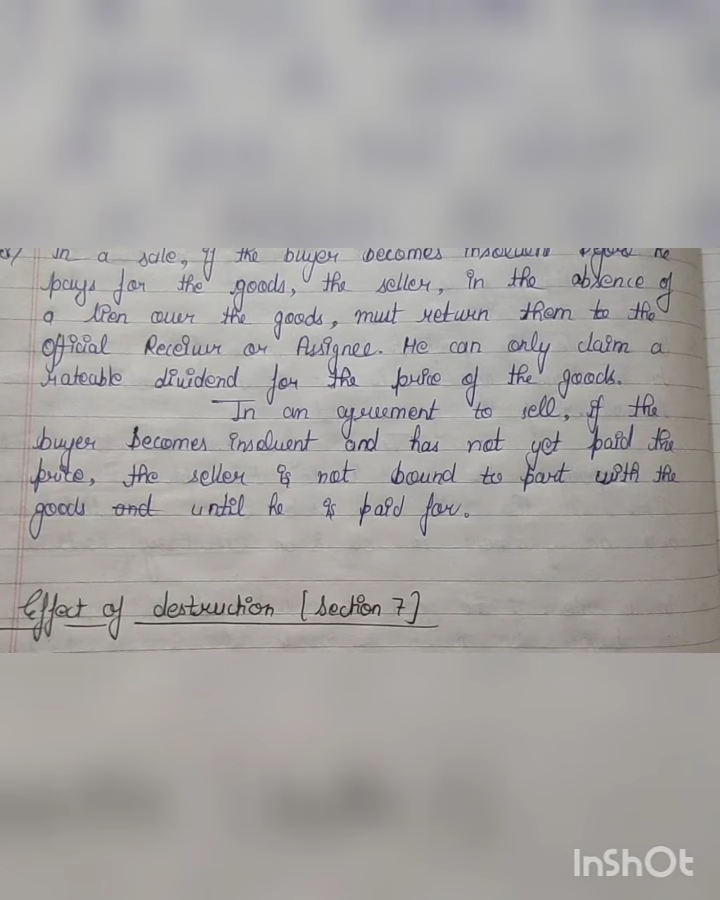 In a sale, if the buyer becomes insolvent before he
pays for the goods, the seller, in the absence of
a lien over the goods, must return them to the
Official Receiver or Assignee. He can only claim a
rateable dividend for the price of the goods.
In an agreement to sell, if the
buyer becomes insolvent and has not yet paid the
price, the seller is not bound to part with the
goods and until he is paid for.
Effect of destruction [section 7]
InShOt